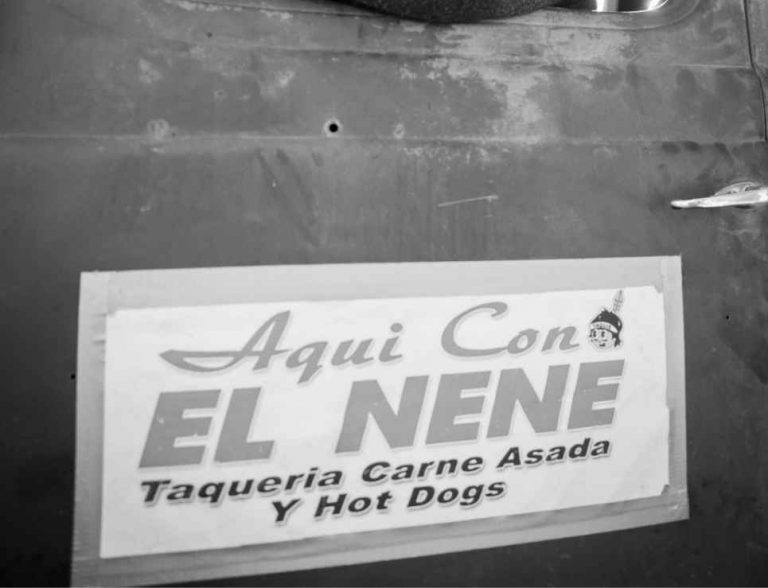 Aqui Con
EL NENE
Taqueria Carne Asada
Y Hot Dogs